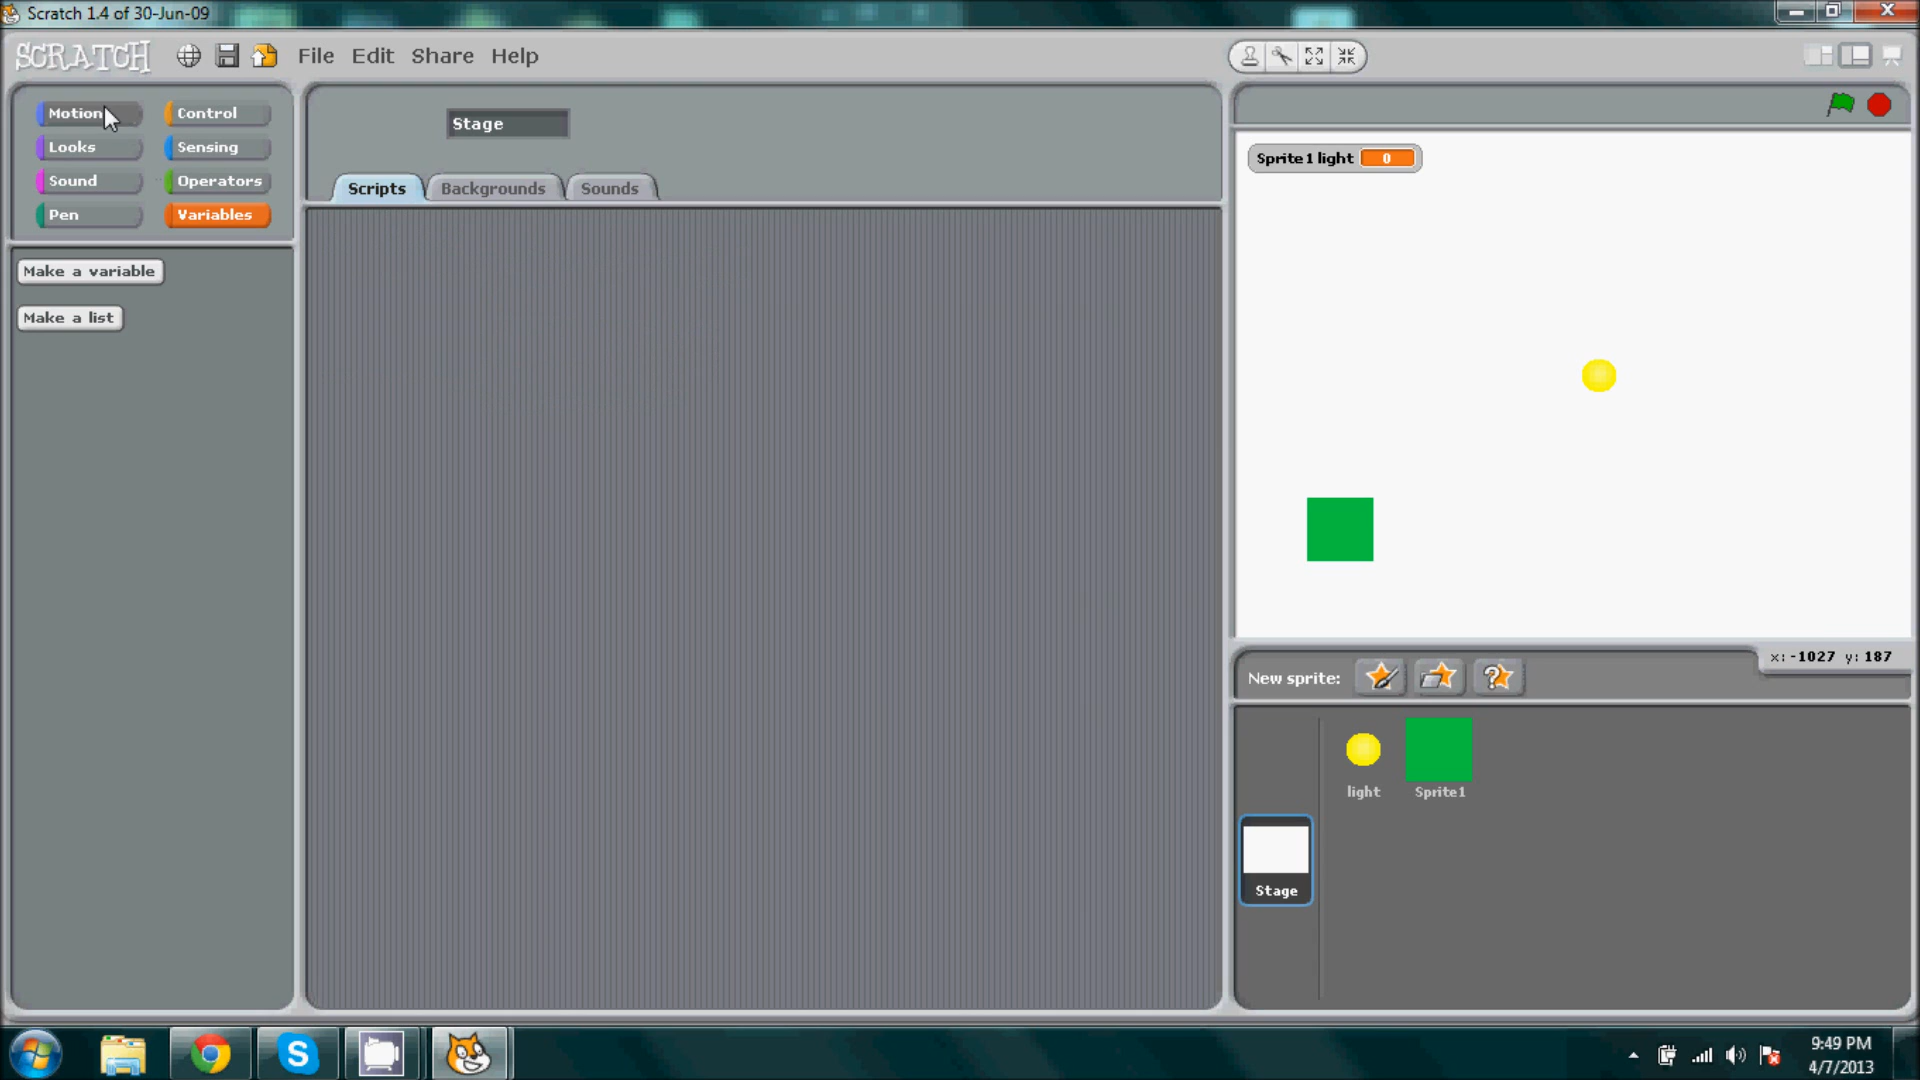 Scratch 1.4 of 30-Jun-09
SCRATCH File Edit Share Help
Motion Control
Looks Sensing
Sound Operators
Pen Variables
Make a variable
Make a list
Stage
Scripts Backgrounds Sounds
Sprite1 light 0
x: -1027 y: 187
New sprite:
light Sprite1
Stage
9:49 PM
4/7/2013